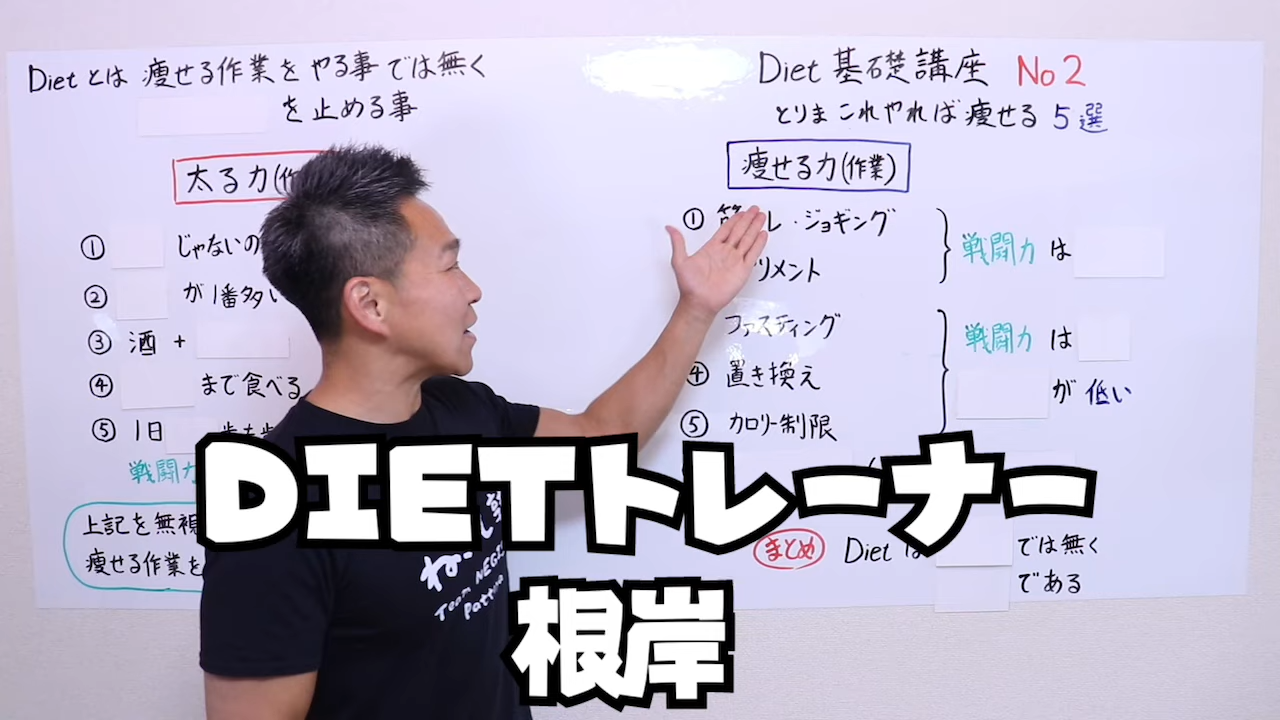 Dietとは 痩せる作業を やる事では無く
を止める事
太る力(作
① じゃないの
② が1番多い
③ 酒 +
④ まで食べる
⑤ 1日
戦闘力
上記を無視
痩せる作業を
Diet 基礎講座 No2
とりま これやれば 痩せる 5選
痩せる力(作業)
① 筋トレ・ジョギング
リメント
戦闘力 は
ファスティング
④ 置き換え
⑤ カロリー制限
戦闘力 は
が 低い
まとめ Diet は では無く
である
Team NEGI
DIETトレーナー
根岸